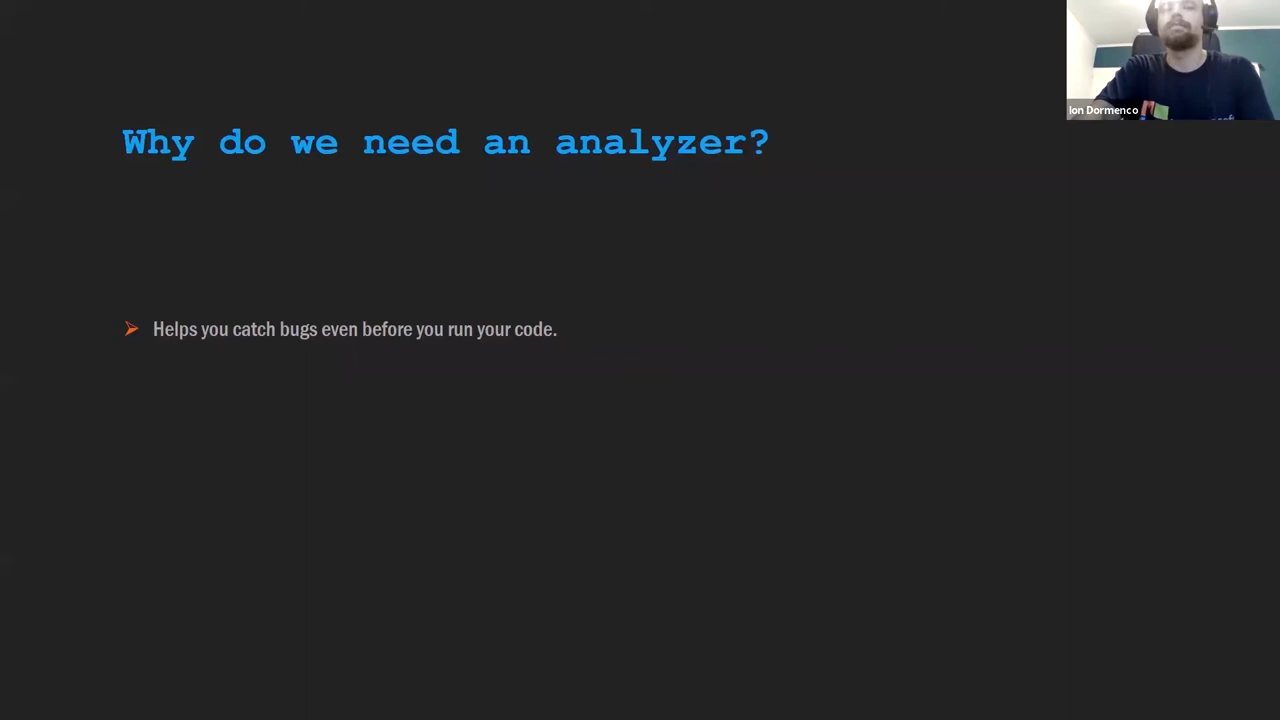 Why do we need an analyzer?
Ion Dormenco
Helps you catch bugs even before you run your code.